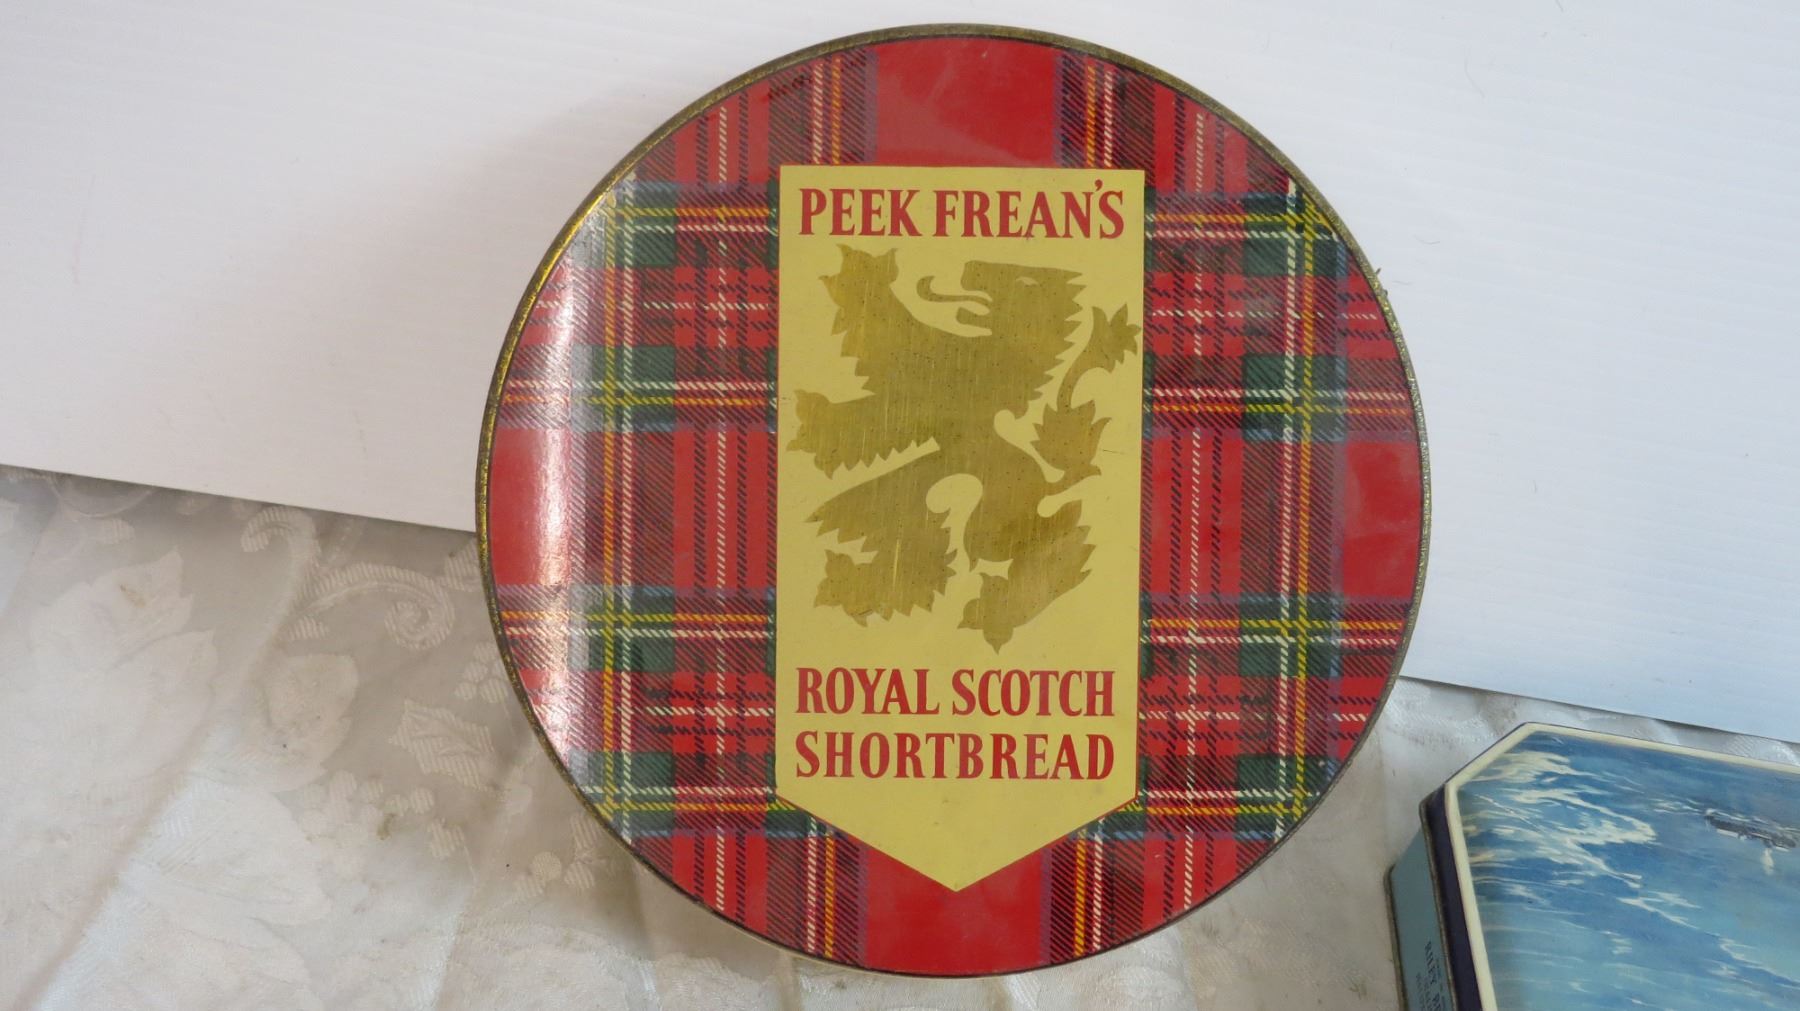 PEEK FREAN'S
ROYAL SCOTCH
SHORTBREAD